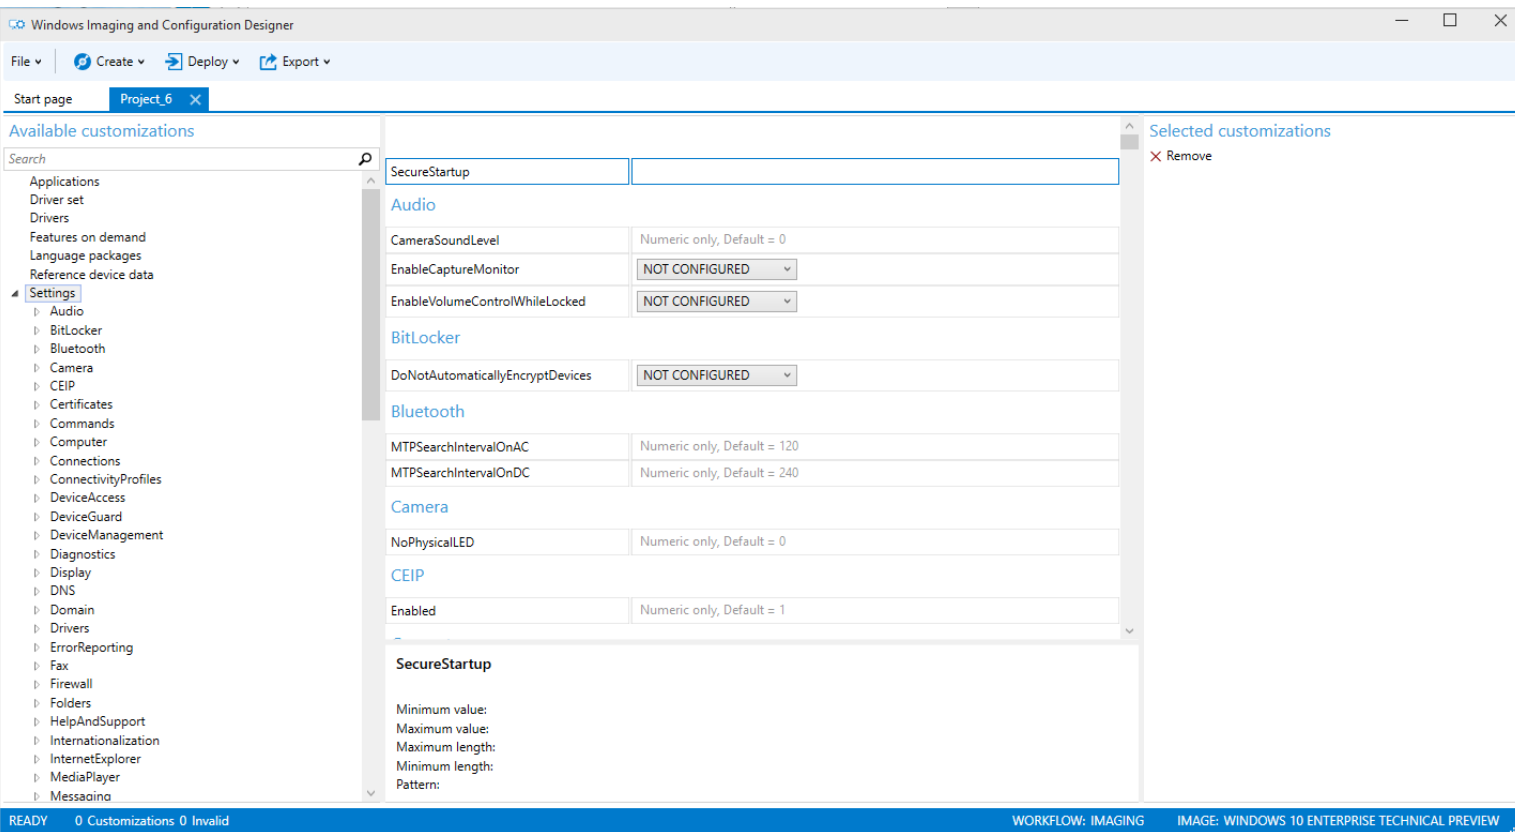 Windows Imaging and Configuration Designer
File Create Deploy Export
Start page Project_6
Available customizations
Search
Applications
Driver set
Drivers
Features on demand
Language packages
Reference device data
Settings
Audio
BitLocker
Bluetooth
Camera
CEIP
Certificates
Commands
Computer
Connections
ConnectivityProfiles
DeviceAccess
DeviceGuard
DeviceManagement
Diagnostics
Display
DNS
Domain
Drivers
ErrorReporting
Fax
Firewall
Folders
HelpAndSupport
Internationalization
InternetExplorer
MediaPlayer
Messaging
SecureStartup
Audio
CameraSoundLevel Numeric only, Default = 0
EnableCaptureMonitor NOT CONFIGURED
EnableVolumeControlWhileLocked NOT CONFIGURED
BitLocker
DoNotAutomaticallyEncryptDevices NOT CONFIGURED
Bluetooth
MTPSearchIntervalOnAC Numeric only, Default = 120
MTPSearchIntervalOnDC Numeric only, Default = 240
Camera
NoPhysicalLED Numeric only, Default = 0
CEIP
Enabled Numeric only, Default = 1
SecureStartup
Minimum value:
Maximum value:
Maximum length:
Minimum length:
Pattern:
Selected customizations
Remove
READY 0 Customizations 0 Invalid WORKFLOW: IMAGING IMAGE: WINDOWS 10 ENTERPRISE TECHNICAL PREVIEW